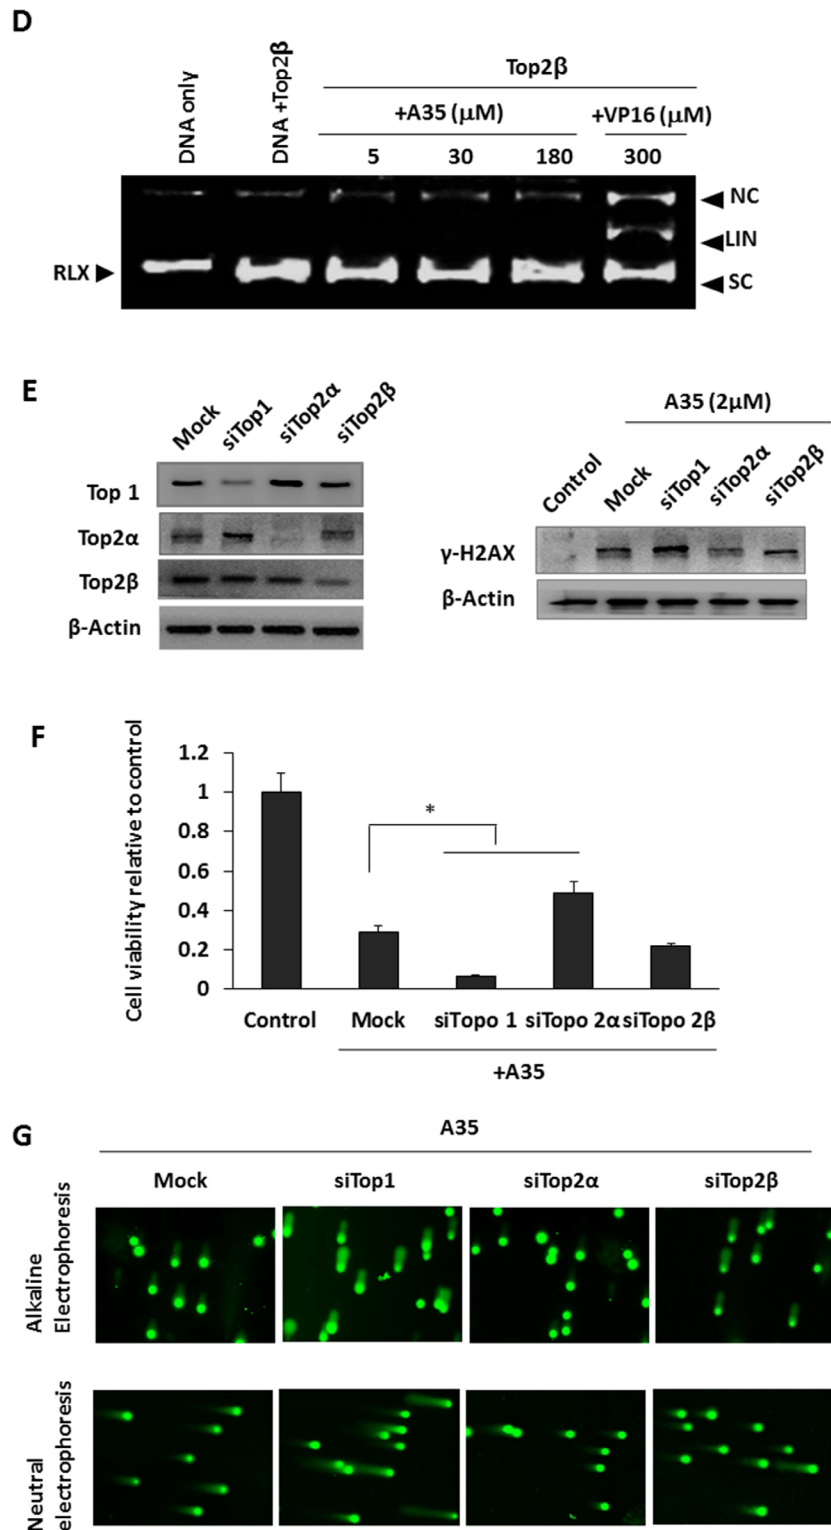 D
DNA only
DNA +Top2β
Top2β
+A35 (μM)
+VP16 (μM)
5 30 180 300
NC
LIN
RLX
SC
E
Mock siTop1 siTop2α siTop2β
Top 1
Top2α
Top2β
β-Actin
A35 (2μM)
Control Mock siTop1 siTop2α siTop2β
γ-H2AX
β-Actin
F
Cell viability relative to control
1.2
1
0.8
0.6
0.4
0.2
0
*
Control Mock siTopo 1 siTopo 2α siTopo 2β
+A35
G
A35
Mock siTop1 siTop2α siTop2β
Alkaline
Electrophoresis
Neutral
electrophoresis